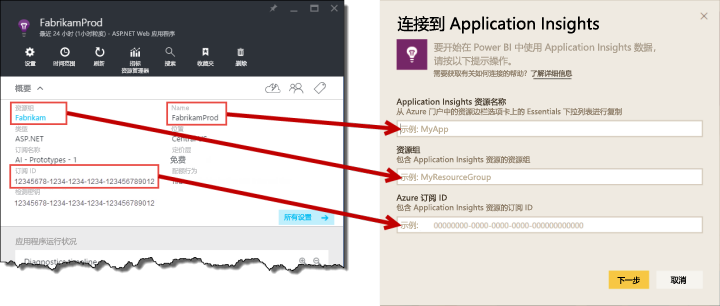 FabrikamProd
最近 24 小时 (1小时粒度) - ASP.NET Web 应用程序
设置
时间范围
刷新
指标
资源管理器
搜索
收藏夹
删除
概要
资源组
Fabrikam
类型
ASP.NET
订阅名称
AI - Prototypes - 1
订阅 ID
12345678-1234-1234-1234-123456789012
检测密钥
12345678-1234-1234-1234-123456789012
Name
FabrikamProd
位置
Central US
定价层
免费
配额行为
所有设置
应用程序运行状况
连接到 Application Insights
要开始在 Power BI 中使用 Application Insights 数据,
请按以下提示操作。
需要获取有关如何连接的帮助? 了解详细信息
Application Insights 资源名称
从 Azure 门户中的资源边栏选项卡上的 Essentials 下拉列表进行复制
示例: MyApp
资源组
包含 Application Insights 资源的资源组
示例: MyResourceGroup
Azure 订阅 ID
包含 Application Insights 资源的订阅 ID
示例: 00000000-0000-0000-0000-000000000000
下一步
取消